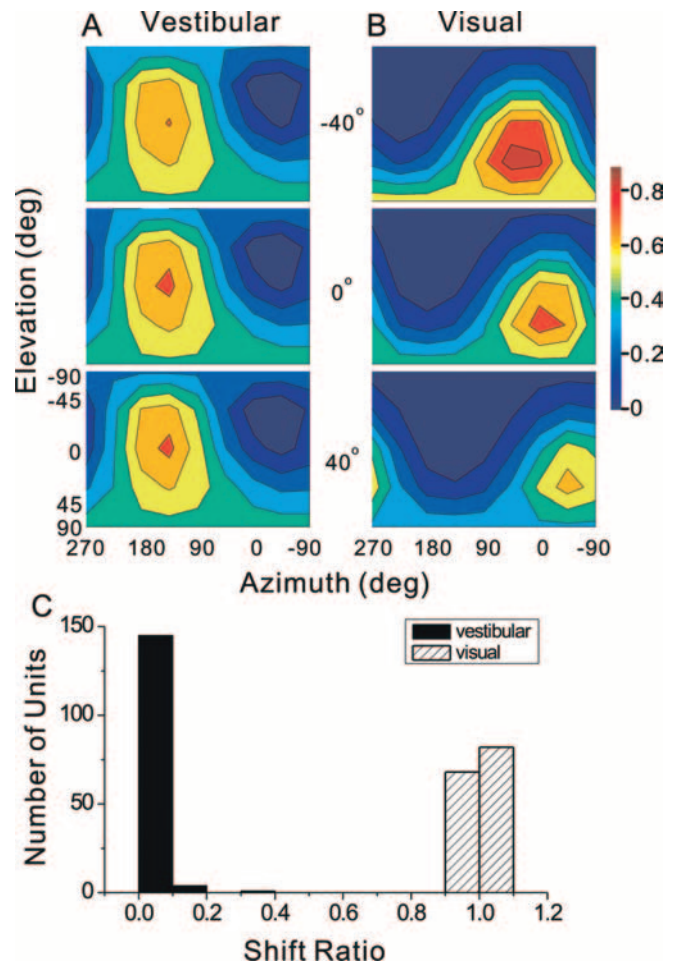 A Vestibular
B Visual
-40°
0°
40°
Elevation (deg)
-90
-45
0
45
90
270 180 90 0 -90
270 180 90 0 -90
Azimuth (deg)
0.8
0.6
0.4
0.2
0
C
150
100
50
0
Number of Units
vestibular
visual
0.0 0.2 0.4 0.6 0.8 1.0 1.2
Shift Ratio